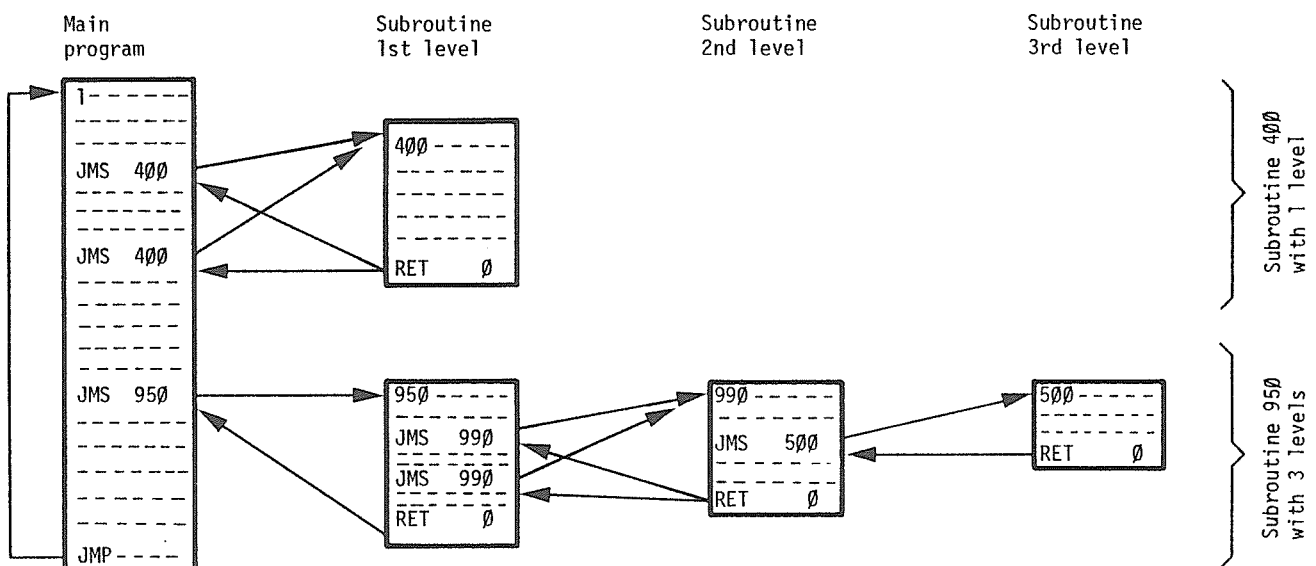 Main
program
Subroutine
1st level
Subroutine
2nd level
Subroutine
3rd level
1------
JMS 4ØØ
JMS 4ØØ
JMS 95Ø
JMP----
4ØØ-----
RET Ø
Subroutine 4ØØ
with 1 level
95Ø----
JMS 99Ø
JMS 99Ø
RET Ø
99Ø----
JMS 5ØØ
RET Ø
5ØØ----
RET Ø
Subroutine 95Ø
with 3 levels